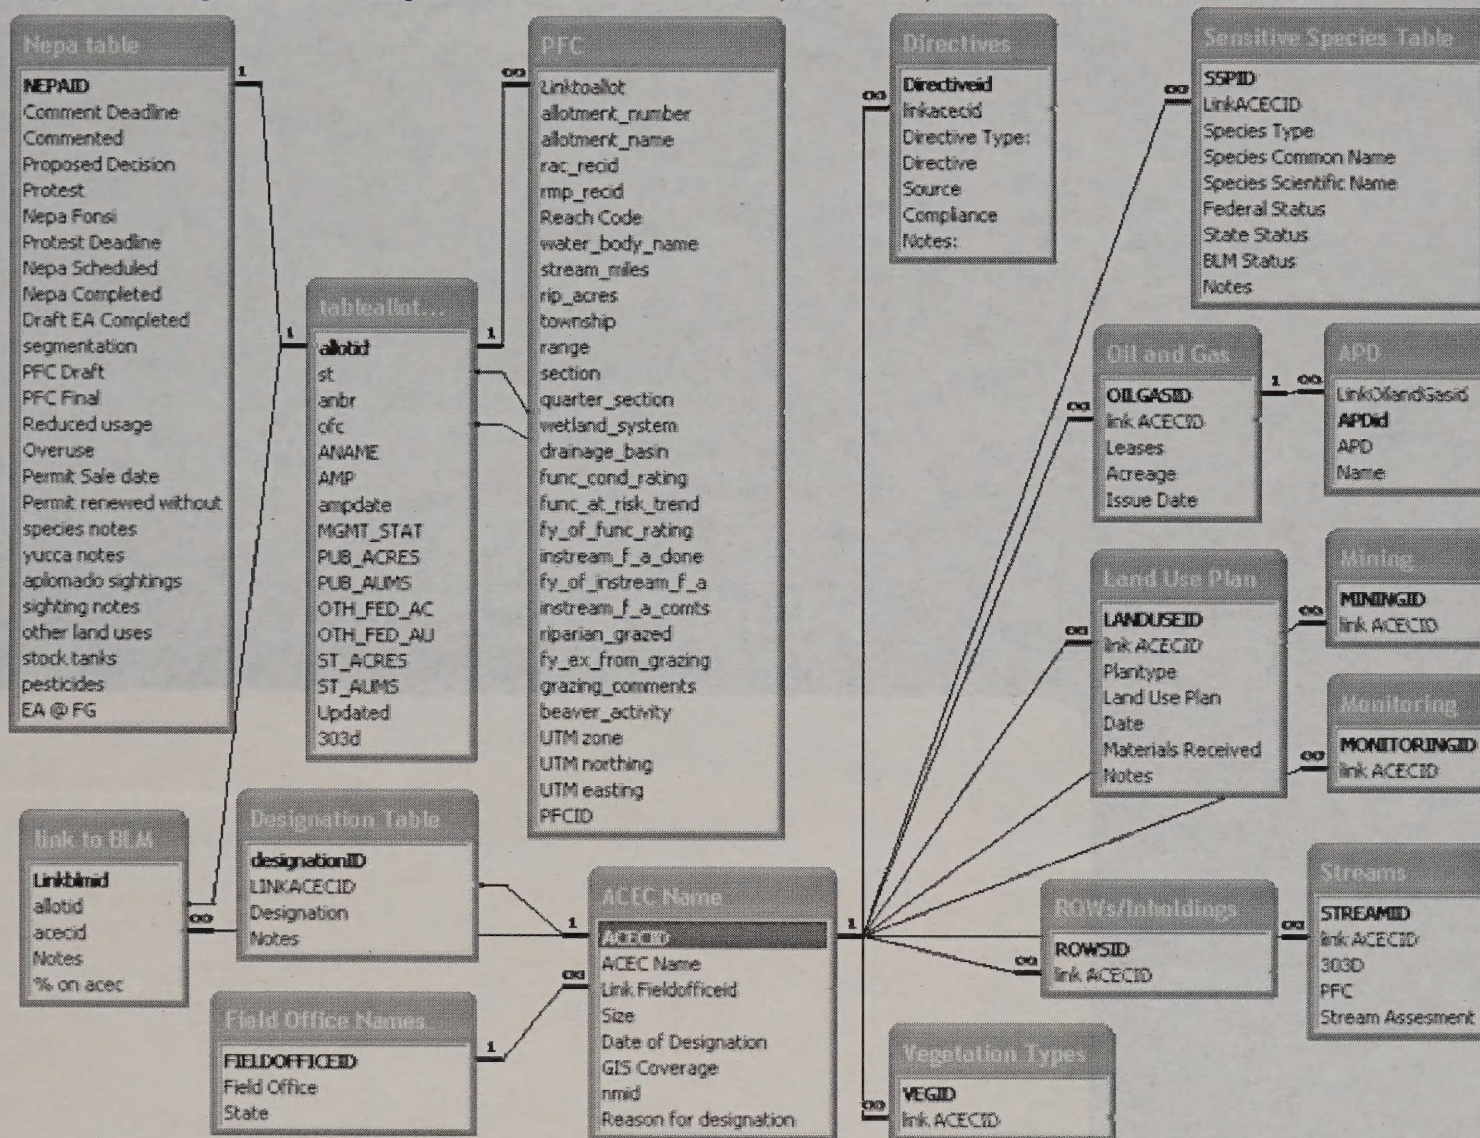 Nepa table
NEPAID
Comment Deadline
Commented
Proposed Decision
Protest
Nepa Fonsi
Protest Deadline
Nepa Scheduled
Nepa Completed
Draft EA Completed
segmentation
PFC Draft
PFC Final
Reduced usage
Overuse
Permit Sale date
Permit renewed without
species notes
yucca notes
aplomado sightings
sighting notes
other land uses
stock tanks
pesticides
EA @ FG
1
1
tableallot...
allotid
st
anbr
ofc
ANAME
AMP
ampdate
MGMT_STAT
PUB_ACRES
PUB_AUMS
OTH_FED_AC
OTH_FED_AU
ST_ACRES
ST_AUMS
Updated
303d
1
∞
PFC
Linktoallot
allotment_number
allotment_name
rac_recid
rmp_recid
Reach Code
water_body_name
stream_miles
rip_acres
township
range
section
quarter_section
wetland_system
drainage_basin
func_cond_rating
func_at_risk_trend
fy_of_func_rating
instream_f_a_done
fy_of_instream_f_a
instream_f_a_comts
riparian_grazed
fy_ex_from_grazing
grazing_comments
beaver_activity
UTM zone
UTM northing
UTM easting
PFCID
∞
Directives
Directiveid
linkacecid
Directive Type:
Directive
Source
Compliance
Notes:
∞
Sensitive Species Table
SSPID
LinkACECID
Species Type
Species Common Name
Species Scientific Name
Federal Status
State Status
BLM Status
Notes
∞
Oil and Gas
OILGASID
link ACECID
Leases
Acreage
Issue Date
1
∞
APD
LinkOilandGasid
APDid
APD
Name
∞
Land Use Plan
LANDUSEID
link ACECID
Plantype
Land Use Plan
Date
Materials Received
Notes
∞
Mining
MININGID
link ACECID
∞
Monitoring
MONITORINGID
link ACECID
link to BLM
Linkblmid
allotid
acecid
Notes
% on acec
∞
Designation Table
designationID
LINKACECID
Designation
Notes
Field Office Names
FIELDOFFICEID
Field Office
State
1
∞
1
ACEC Name
ACECID
ACEC Name
Link Fieldofficeid
Size
Date of Designation
GIS Coverage
nmid
Reason for designation
1
∞
ROWs/Inholdings
ROWSID
link ACECID
∞
Streams
STREAMID
link ACECID
303D
PFC
Stream Assesment
∞
Vegetation Types
VEGID
link ACECID